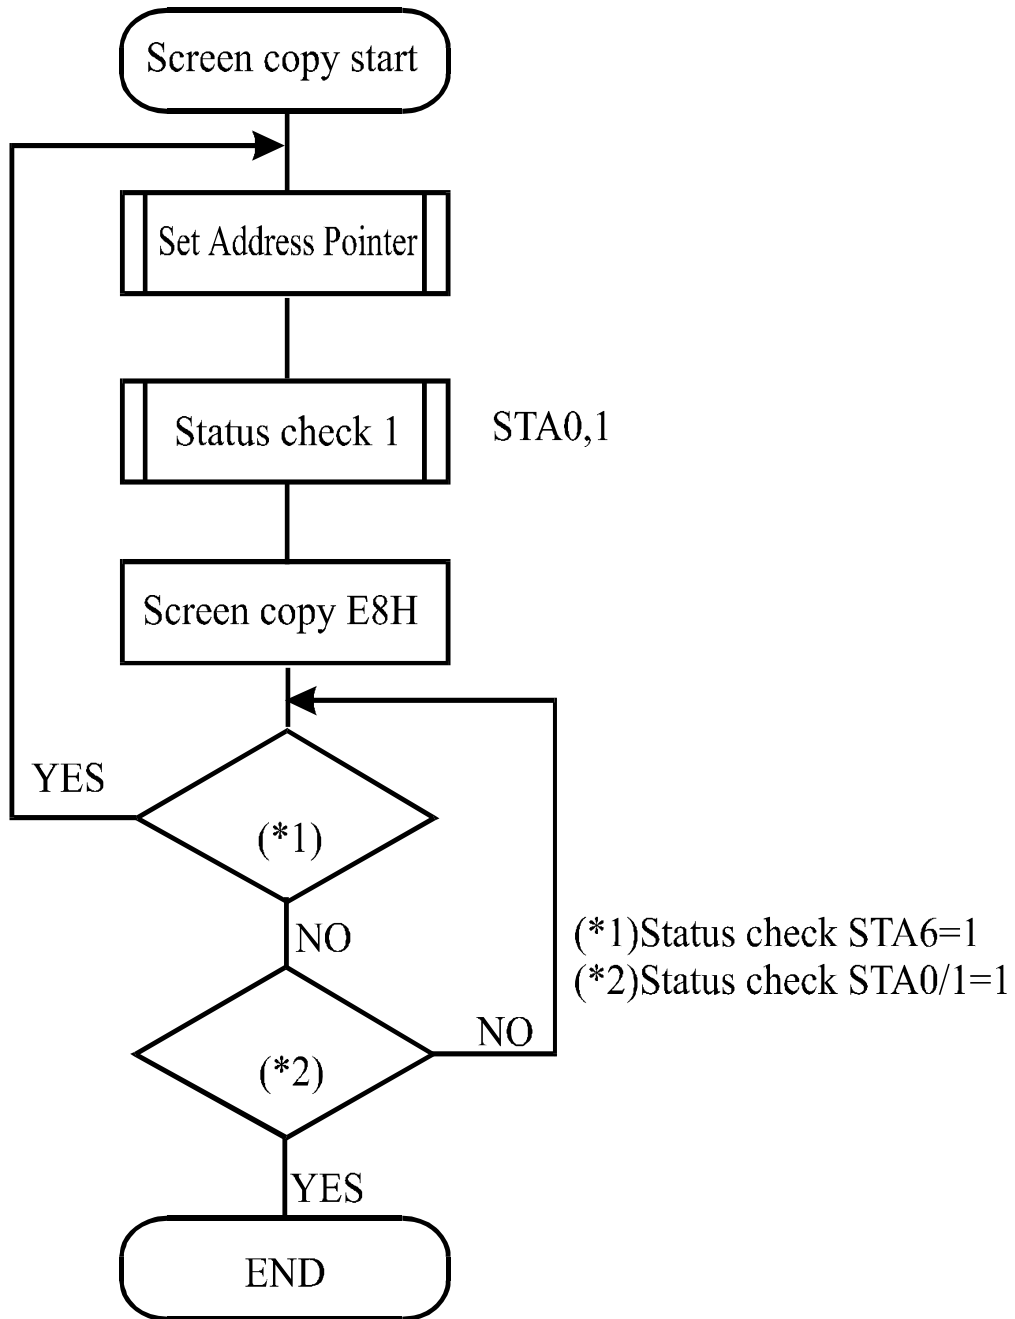 Screen copy start
Set Address Pointer
Status check 1
STA0,1
Screen copy E8H
YES
(*1)
NO
(*1)Status check STA6=1
(*2)Status check STA0/1=1
NO
(*2)
YES
END